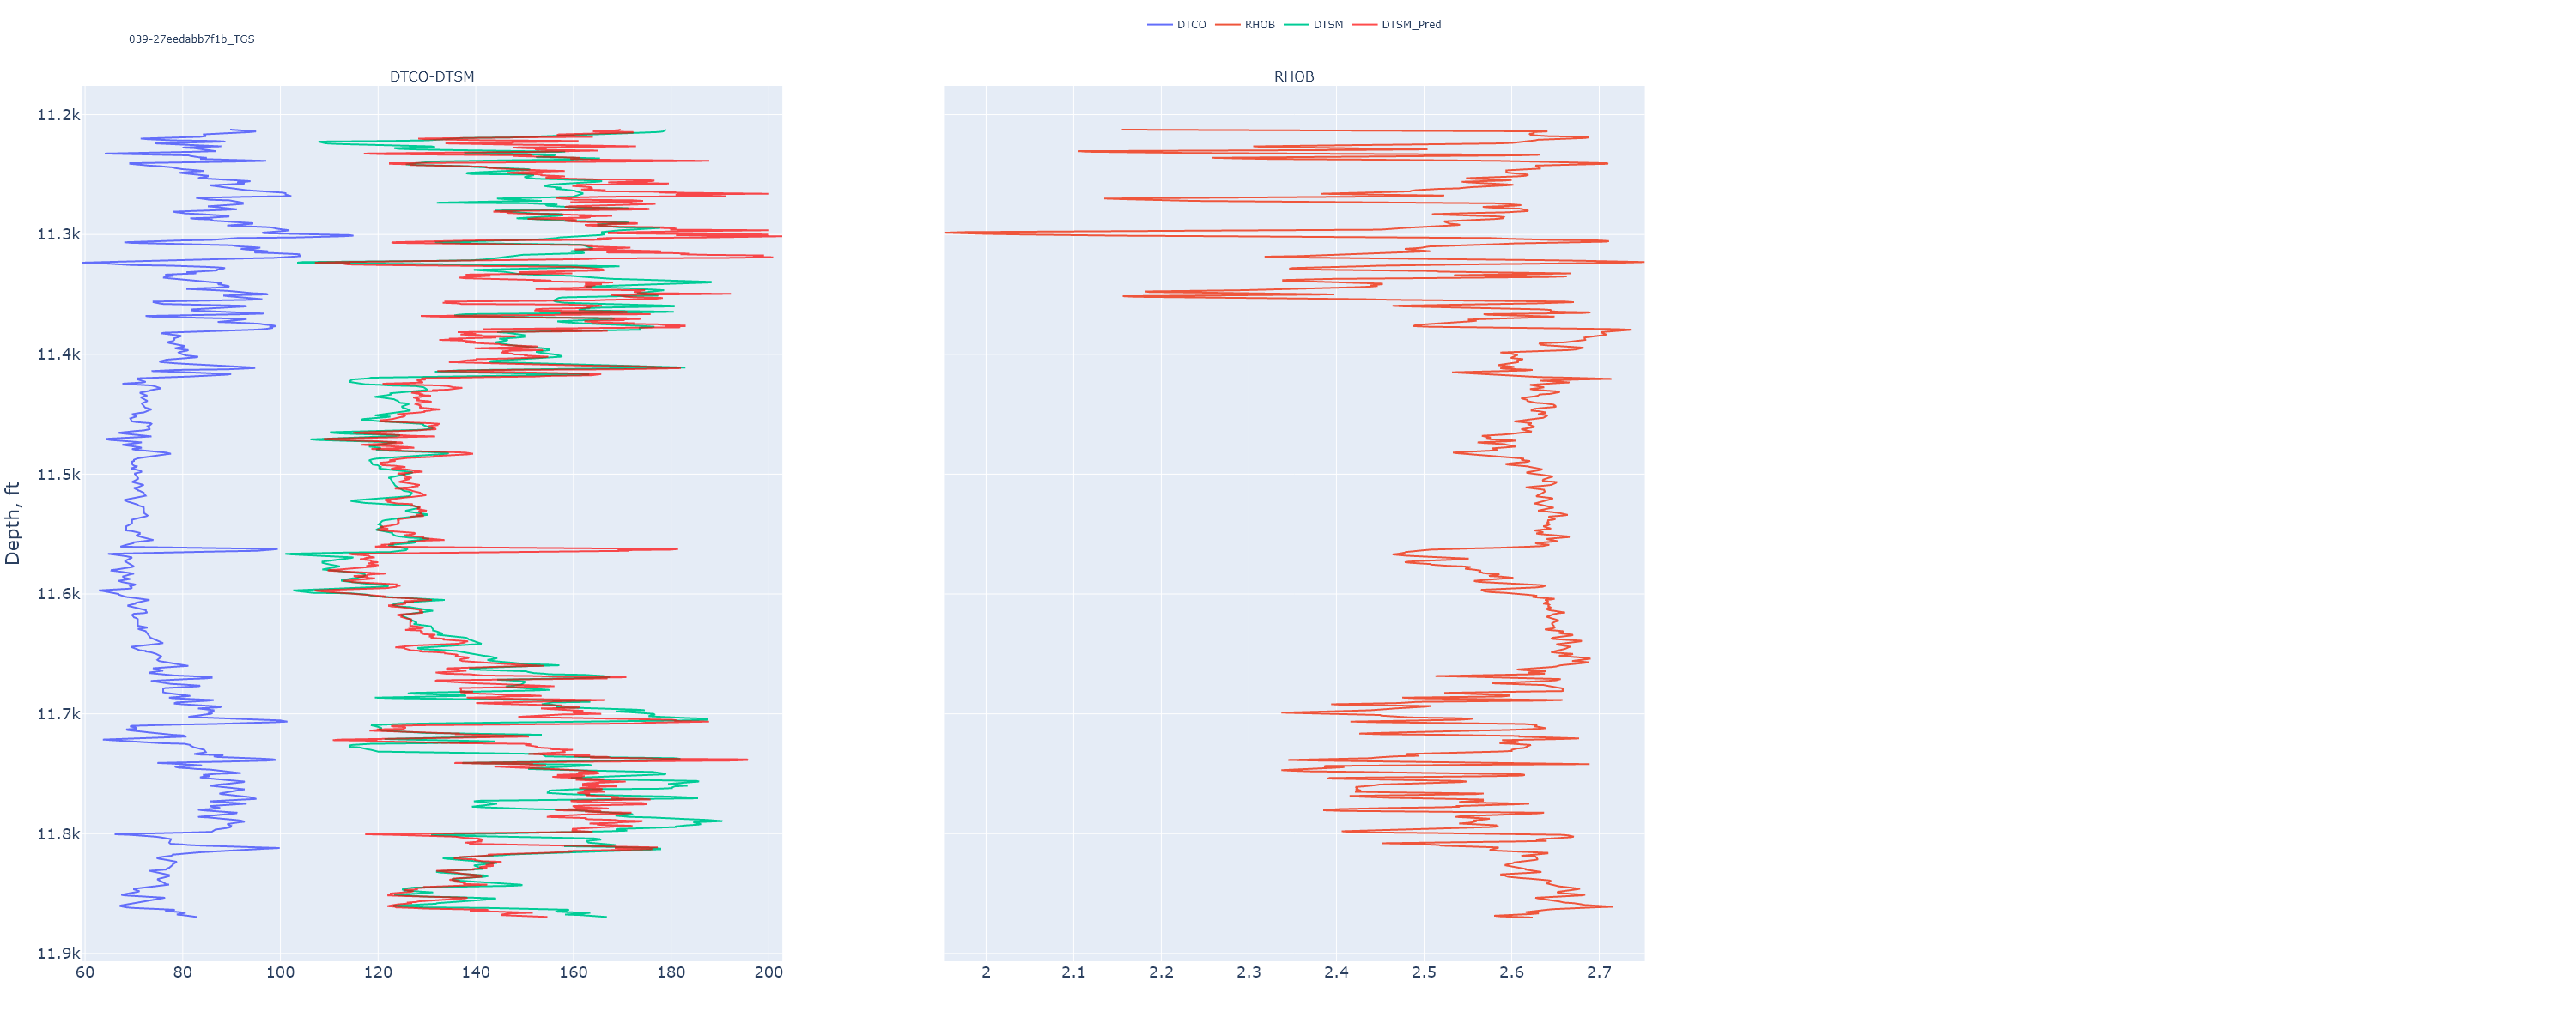 DTCO RHOB DTSM DTSM_Pred
039-27eedabb7f1b_TGS
DTCO-DTSM
RHOB
Depth, ft
11.2k
11.3k
11.4k
11.5k
11.6k
11.7k
11.8k
11.9k
60 80 100 120 140 160 180 200
2 2.1 2.2 2.3 2.4 2.5 2.6 2.7